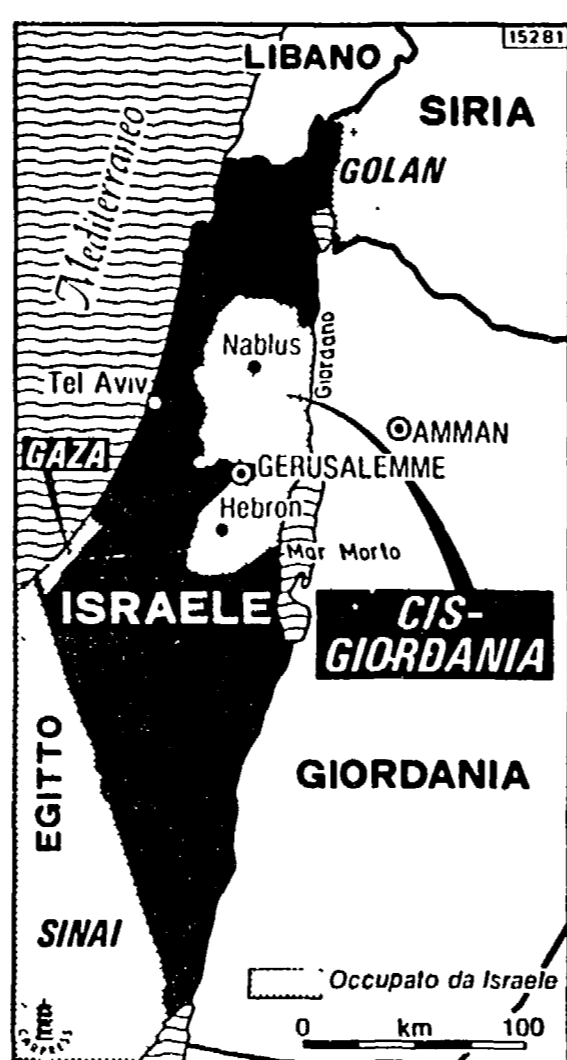 15281
LIBANO
SIRIA
GOLAN
Mediterraneo
Nablus
Giordano
Tel Aviv
AMMAN
GAZA
GERUSALEMME
Hebron
Mar Morto
ISRAELE
CIS-
GIORDANIA
EGITTO
GIORDANIA
SINAI
Occupato da Israele
0 km 100